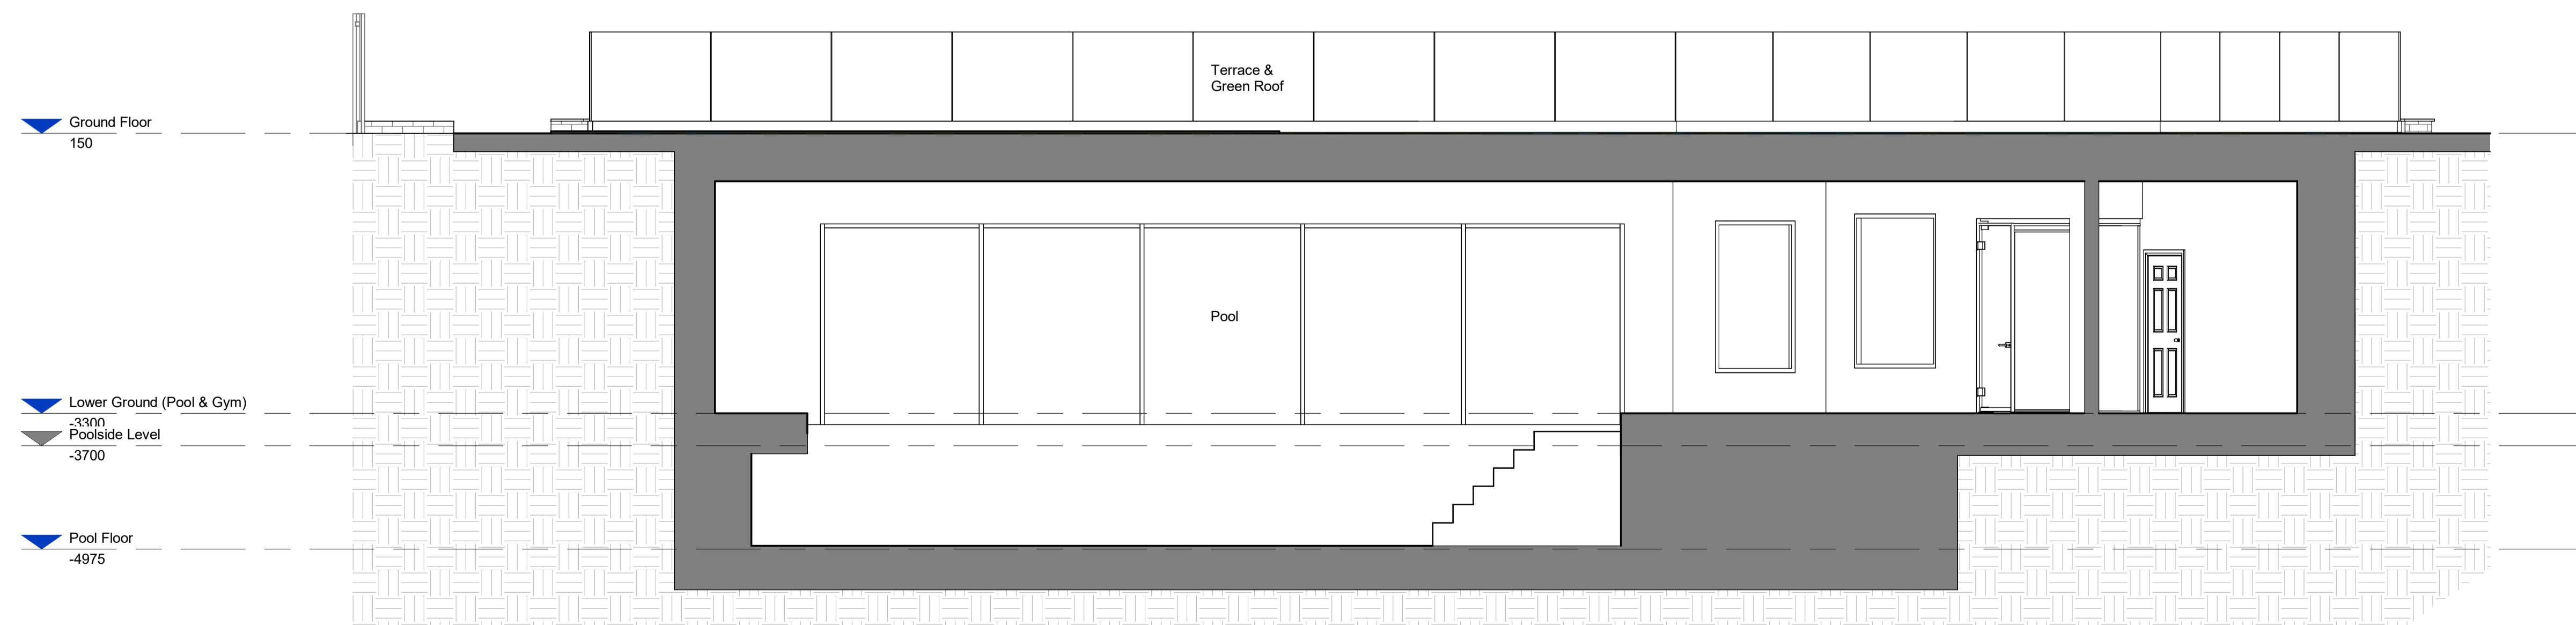 Terrace &
Green Roof
Ground Floor
150
Pool
Lower Ground (Pool & Gym)
-3300
Poolside Level
-3700
Pool Floor
-4975